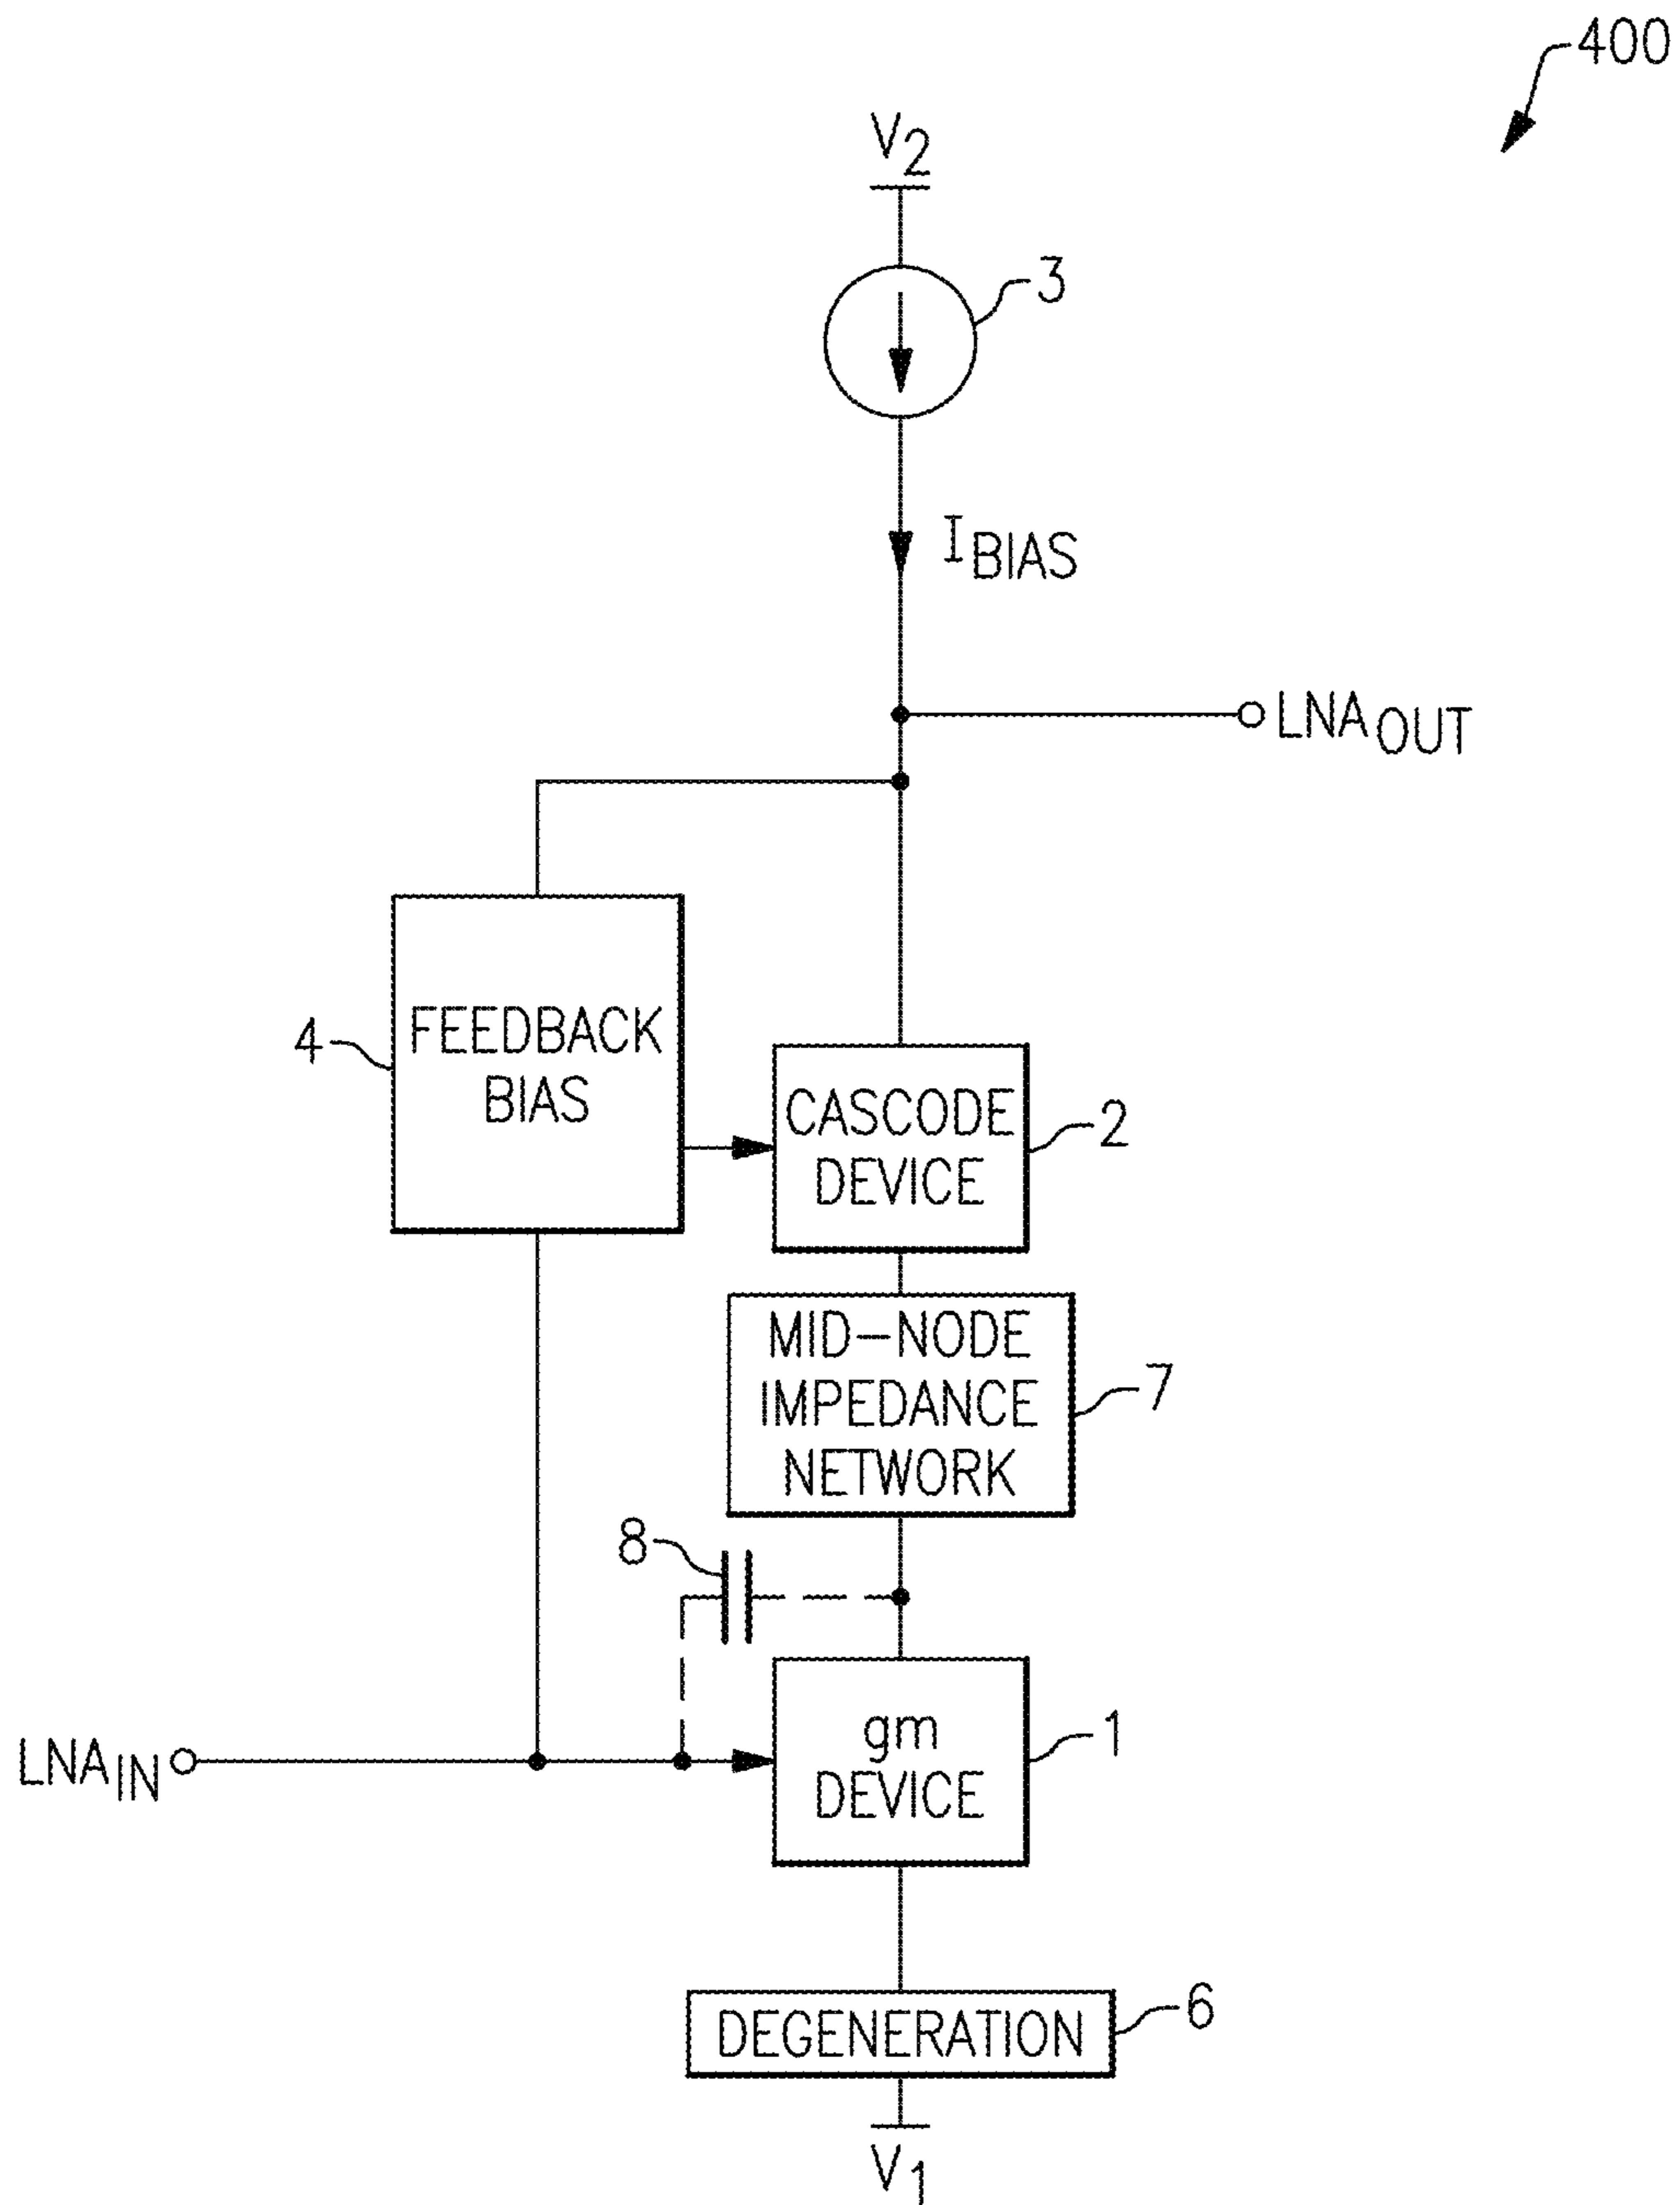 400
V2
3
IBIAS
LNAOUT
4
FEEDBACK
BIAS
CASCODE
DEVICE
2
MID-NODE
IMPEDANCE
NETWORK
7
8
LNAIN
gm
DEVICE
1
DEGENERATION
6
V1